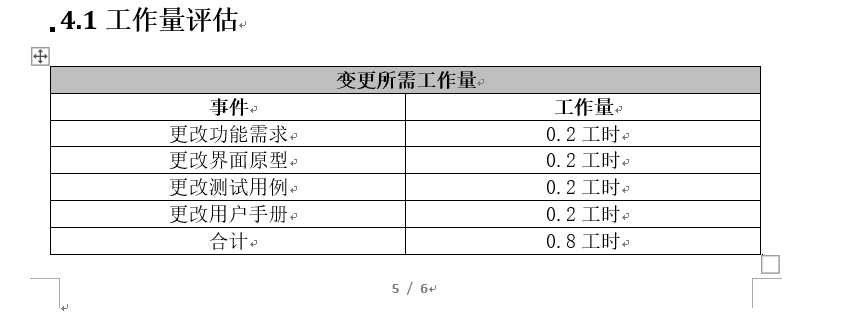 4.1 工作量评估
变更所需工作量
事件 工作量
更改功能需求 0.2 工时
更改界面原型 0.2 工时
更改测试用例 0.2 工时
更改用户手册 0.2 工时
合计 0.8 工时
5 / 6